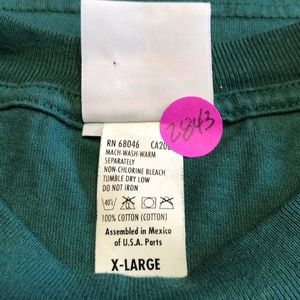 2843
RN 68046
MACH-WASH-WARM
SEPARATELY
NON-CHLORINE BLEACH
TUMBLE DRY LOW
DO NOT IRON
100% COTTON (COTTON)
Assembled in Mexico
of U.S.A. Parts
X-LARGE